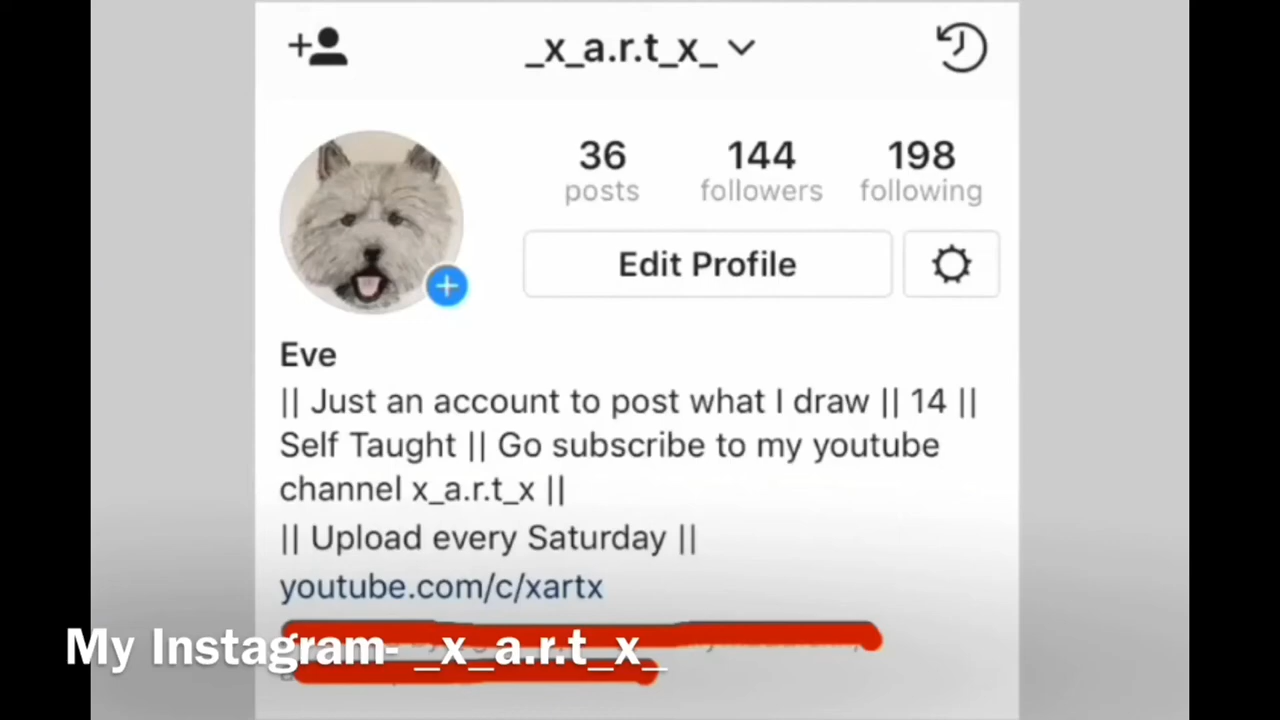 _x_a.r.t_x_
36 144 198
posts followers following
Edit Profile
Eve
|| Just an account to post what I draw || 14 ||
Self Taught || Go subscribe to my youtube
channel x_a.r.t_x ||
|| Upload every Saturday ||
youtube.com/c/xartx
My Instagram- _x_a.r.t_x_